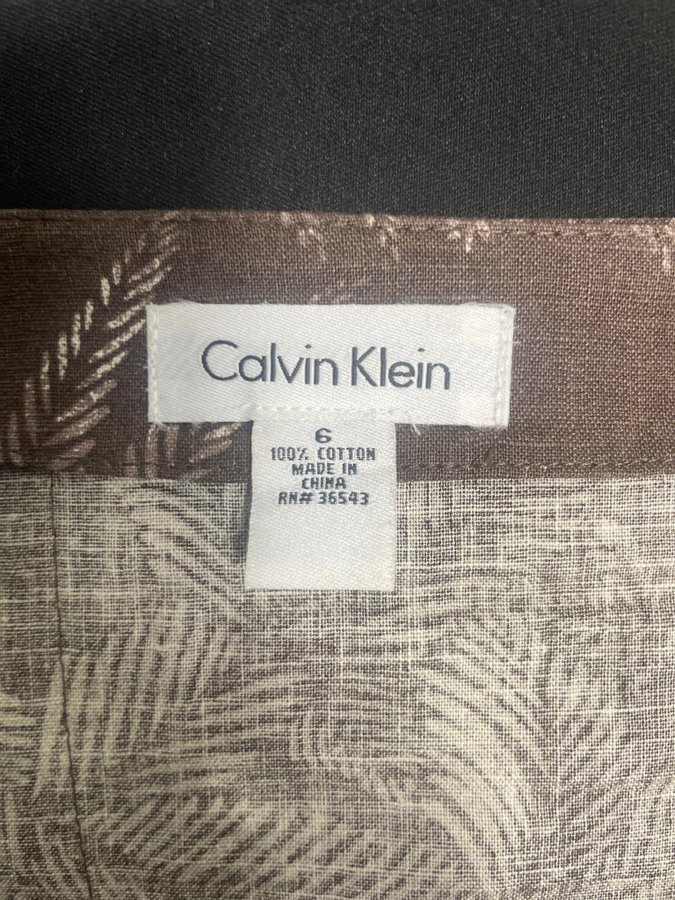 Calvin Klein
6
100% COTTON
MADE IN
CHINA
RN# 36543